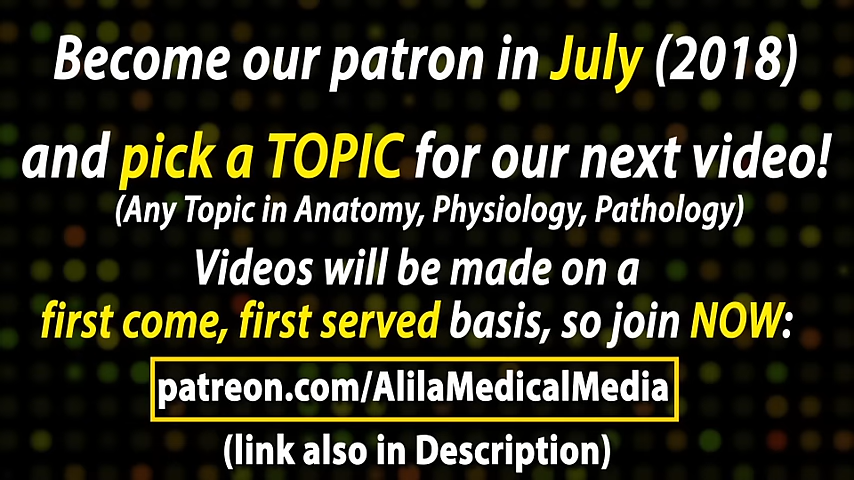 Become our patron in July (2018)
and pick a TOPIC for our next video!
(Any Topic in Anatomy, Physiology, Pathology)
Videos will be made on a
first come, first served basis, so join NOW:
patreon.com/AlilaMedicalMedia
(link also in Description)